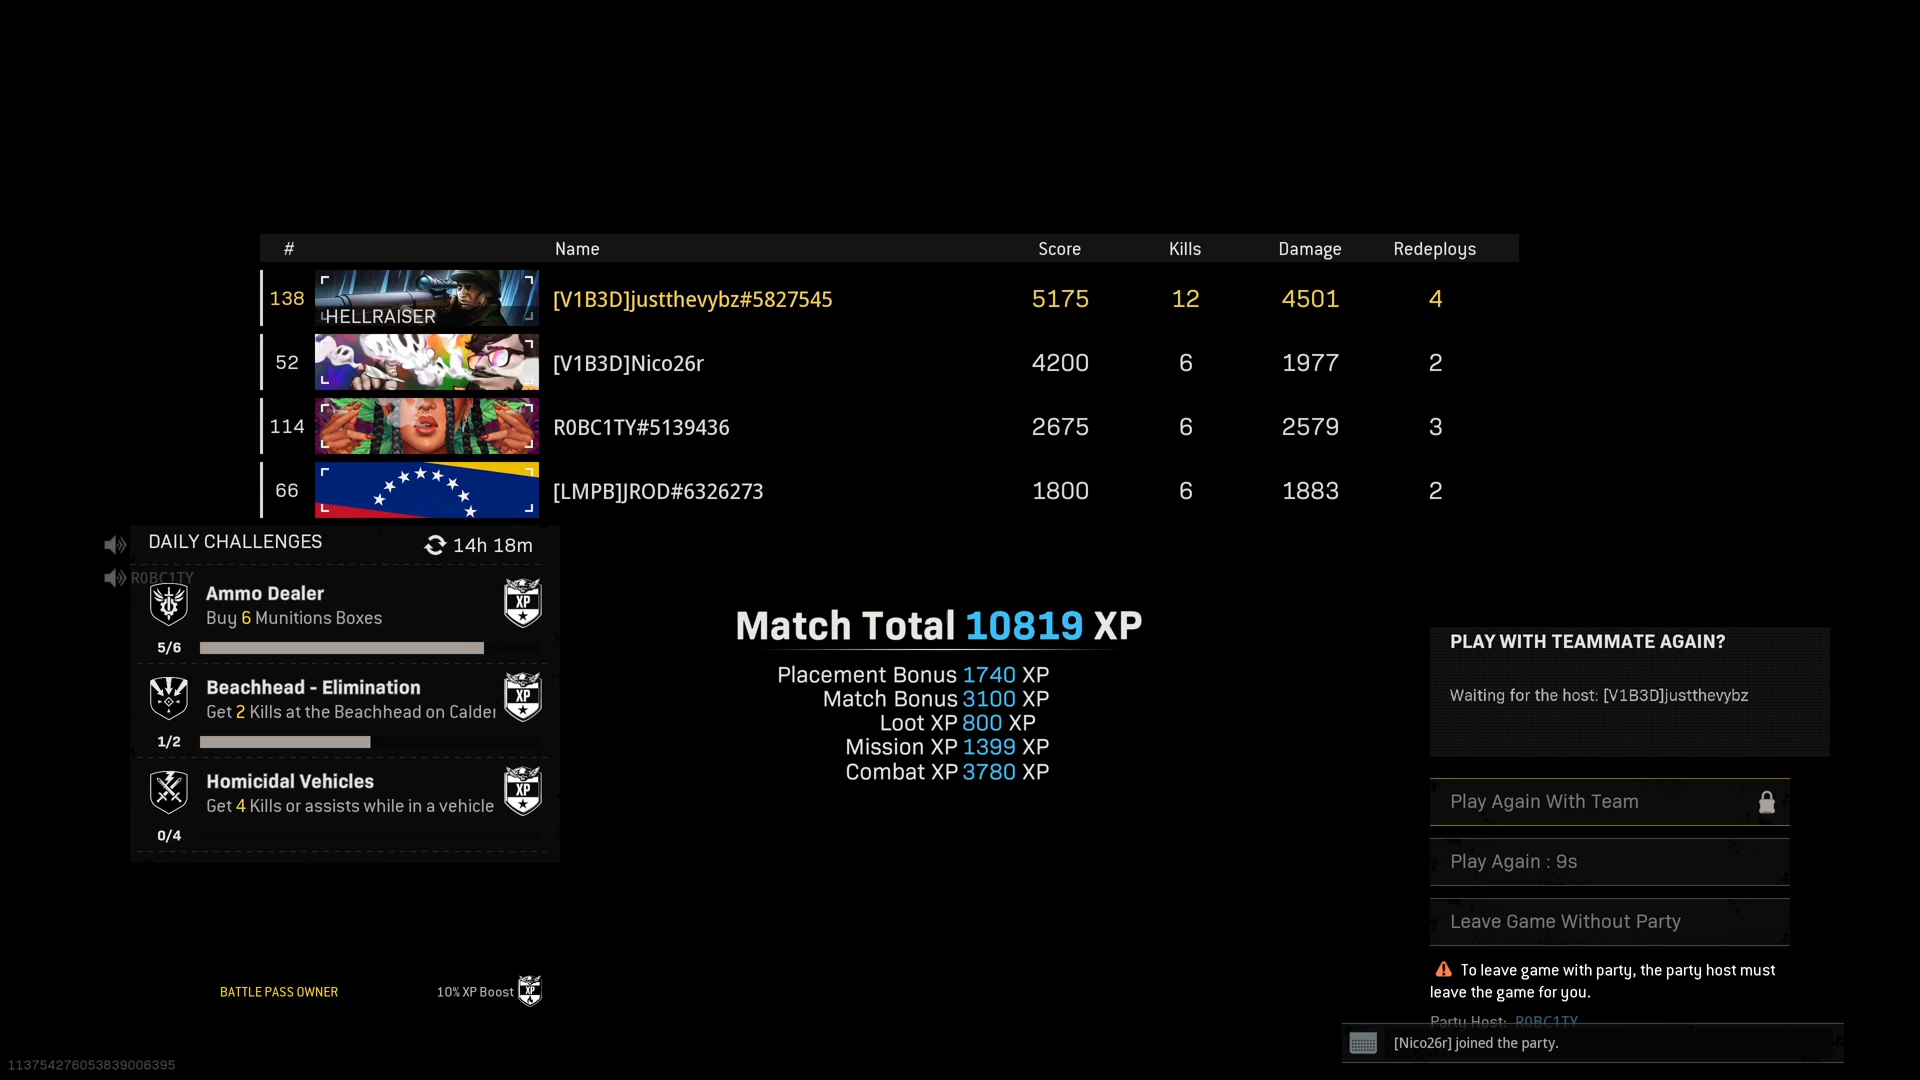 # Name Score Kills Damage Redeploys
138 HELLRAISER [V1B3D]justthevybz#5827545 5175 12 4501 4
52 [V1B3D]Nico26r 4200 6 1977 2
114 R0BC1TY#5139436 2675 6 2579 3
66 [LMPB]JROD#6326273 1800 6 1883 2
DAILY CHALLENGES 14h 18m
R0BC1TY
Ammo Dealer
Buy 6 Munitions Boxes
XP
5/6
Beachhead - Elimination
Get 2 Kills at the Beachhead on Calder
XP
1/2
Homicidal Vehicles
Get 4 Kills or assists while in a vehicle
XP
0/4
Match Total 10819 XP
Placement Bonus 1740 XP
Match Bonus 3100 XP
Loot XP 800 XP
Mission XP 1399 XP
Combat XP 3780 XP
PLAY WITH TEAMMATE AGAIN?
Waiting for the host: [V1B3D]justthevybz
Play Again With Team
Play Again : 9s
Leave Game Without Party
To leave game with party, the party host must
leave the game for you.
Party Host: R0BC1TY
[Nico26r] joined the party.
BATTLE PASS OWNER 10% XP Boost XP
113754276053839006395